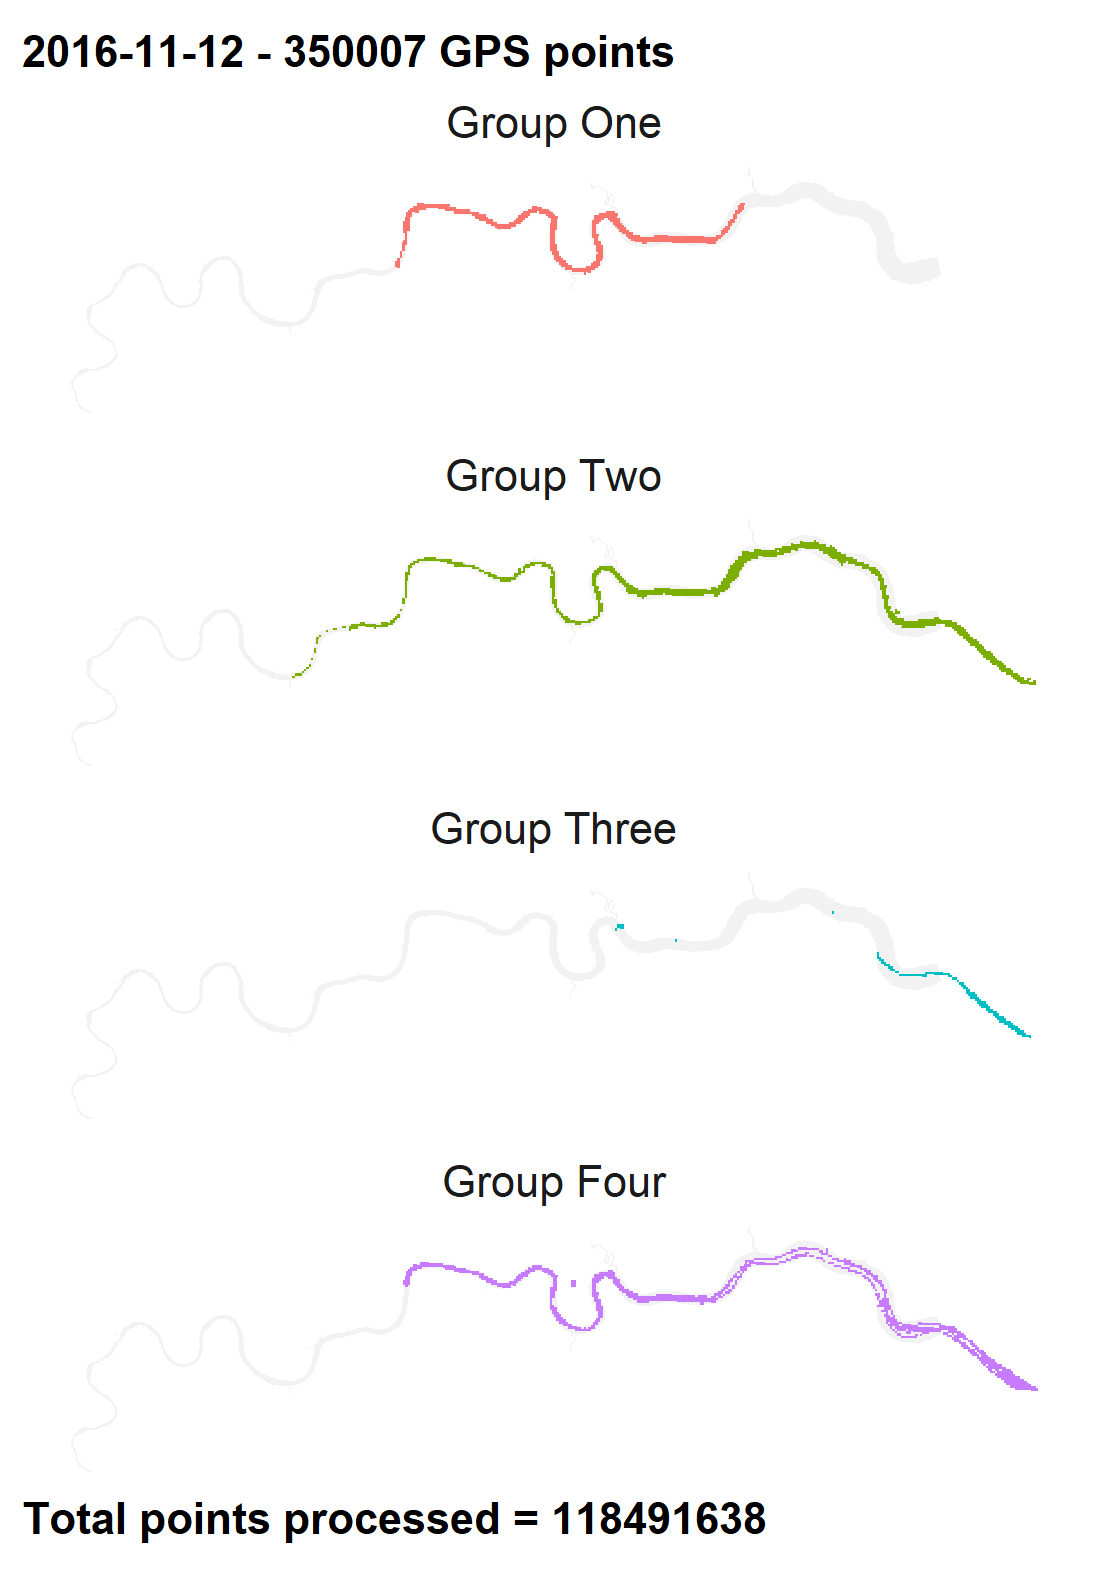 2016-11-12 - 350007 GPS points
Group One
Group Two
Group Three
Group Four
Total points processed = 118491638